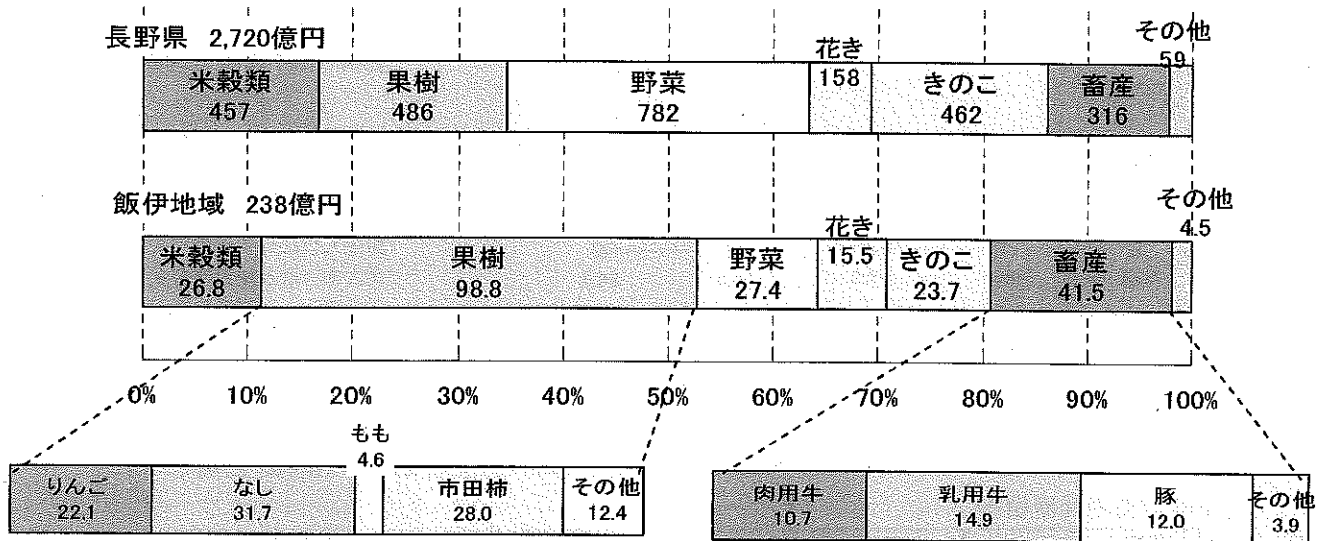 長野県 2,720億円
その他
59
花き
158
米穀類
457
果樹
486
野菜
782
きのこ
462
畜産
316
飯伊地域 238億円
その他
4.5
花き
15.5
米穀類
26.8
果樹
98.8
野菜
27.4
きのこ
23.7
畜産
41.5
0% 10% 20% 30% 40% 50% 60% 70% 80% 90% 100%
もも
4.6
りんご
22.1
なし
31.7
市田柿
28.0
その他
12.4
肉用牛
10.7
乳用牛
14.9
豚
12.0
その他
3.9